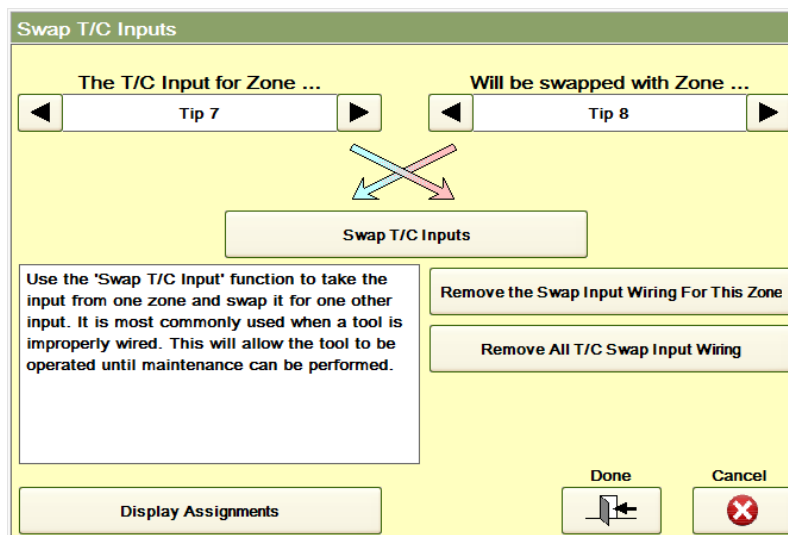 Swap T/C Inputs
The T/C Input for Zone ...
Will be swapped with Zone ...
Tip 7
Tip 8
Swap T/C Inputs
Use the 'Swap T/C Input' function to take the
input from one zone and swap it for one other
input. It is most commonly used when a tool is
improperly wired. This will allow the tool to be
operated until maintenance can be performed.
Remove the Swap Input Wiring For This Zone
Remove All T/C Swap Input Wiring
Display Assignments
Done
Cancel